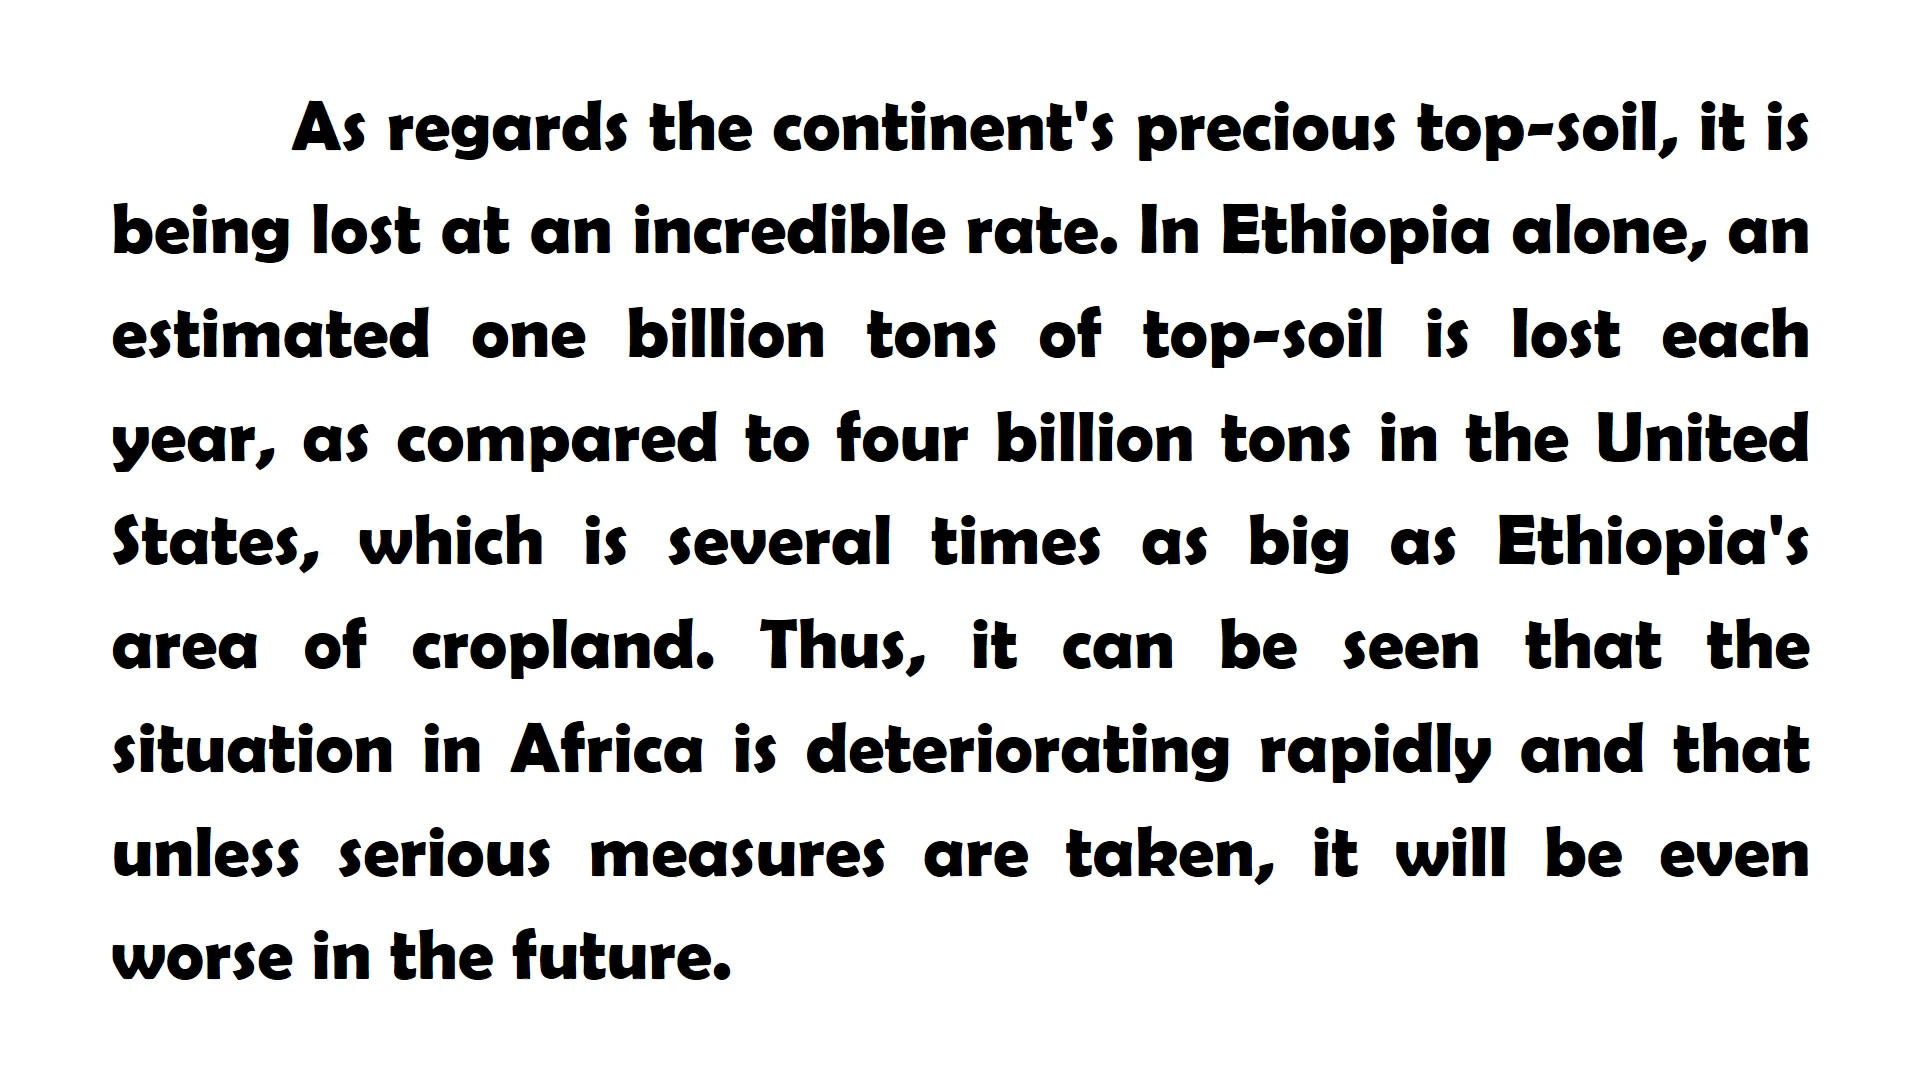 As regards the continent's precious top-soil, it is
being lost at an incredible rate. In Ethiopia alone, an
estimated one billion tons of top-soil is lost each
year, as compared to four billion tons in the United
States, which is several times as big as Ethiopia's
area of cropland. Thus, it can be seen that the
situation in Africa is deteriorating rapidly and that
unless serious measures are taken, it will be even
worse in the future.